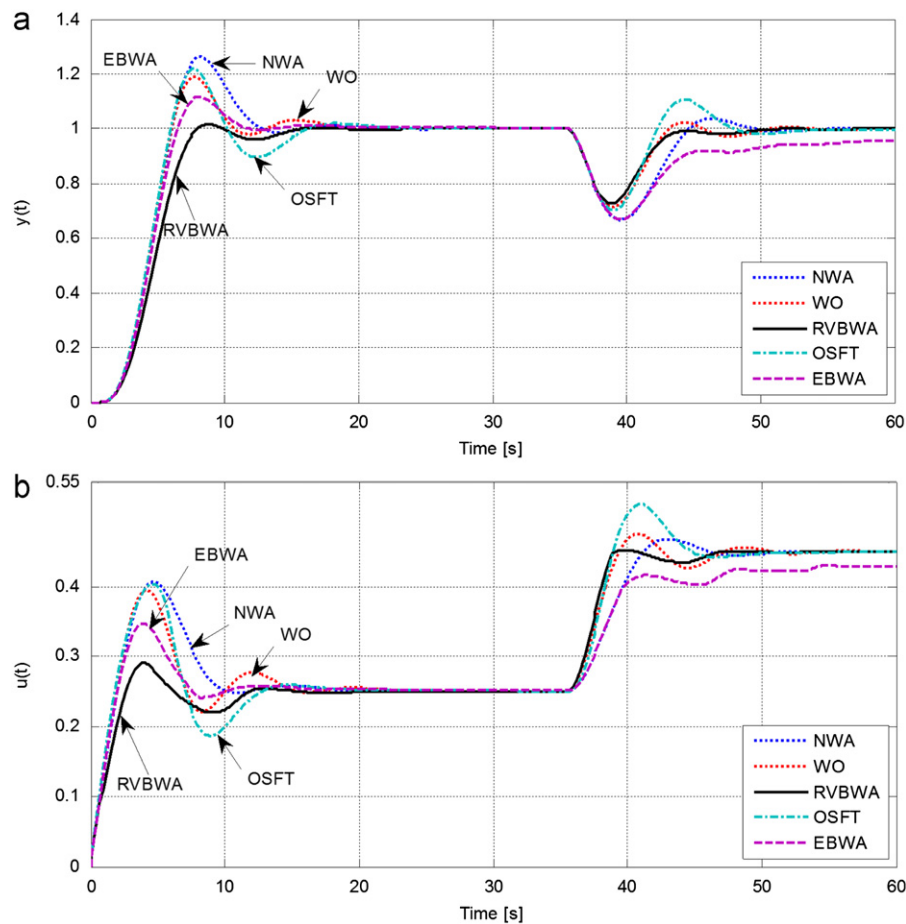 a
1.4
1.2
1
0.8
0.6
0.4
0.2
0
y(t)
EBWA
NWA
WO
OSFT
RVBWA
NWA
WO
RVBWA
OSFT
EBWA
0 10 20 30 40 50 60
Time [s]
b
0.55
0.4
0.3
0.2
0.1
0
u(t)
EBWA
NWA
WO
RVBWA
OSFT
NWA
WO
RVBWA
OSFT
EBWA
0 10 20 30 40 50 60
Time [s]